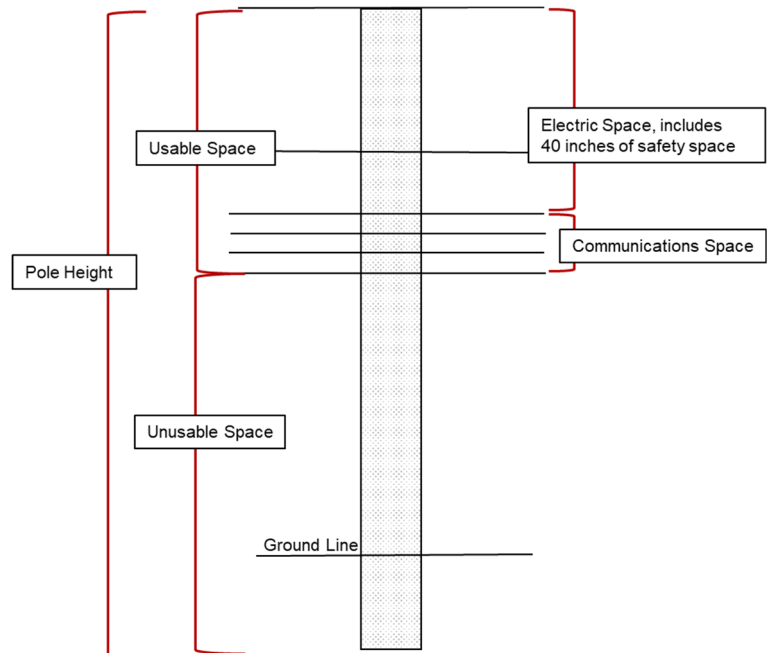 Electric Space, includes
40 inches of safety space
Usable Space
Communications Space
Pole Height
Unusable Space
Ground Line